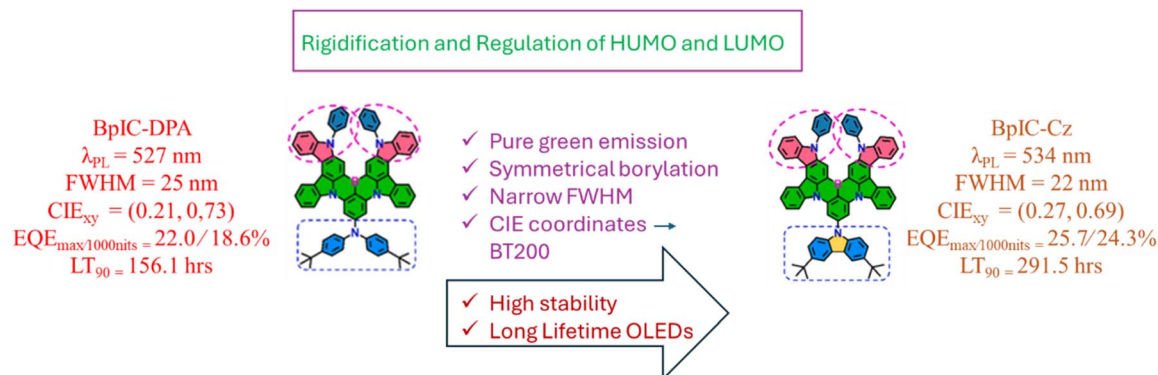 Rigidification and Regulation of HUMO and LUMO
BpIC-DPA
λPL = 527 nm
FWHM = 25 nm
CIExy = (0.21, 0,73)
EQEmax/1000nits = 22.0/18.6%
LT90 = 156.1 hrs
N
N
B
N
N
N
✓ Pure green emission
✓ Symmetrical borylation
✓ Narrow FWHM
✓ CIE coordinates →
BT200
✓ High stability
✓ Long Lifetime OLEDs
N
N
B
N
N
N
BpIC-Cz
λPL = 534 nm
FWHM = 22 nm
CIExy = (0.27, 0.69)
EQEmax/1000nits = 25.7/24.3%
LT90 = 291.5 hrs